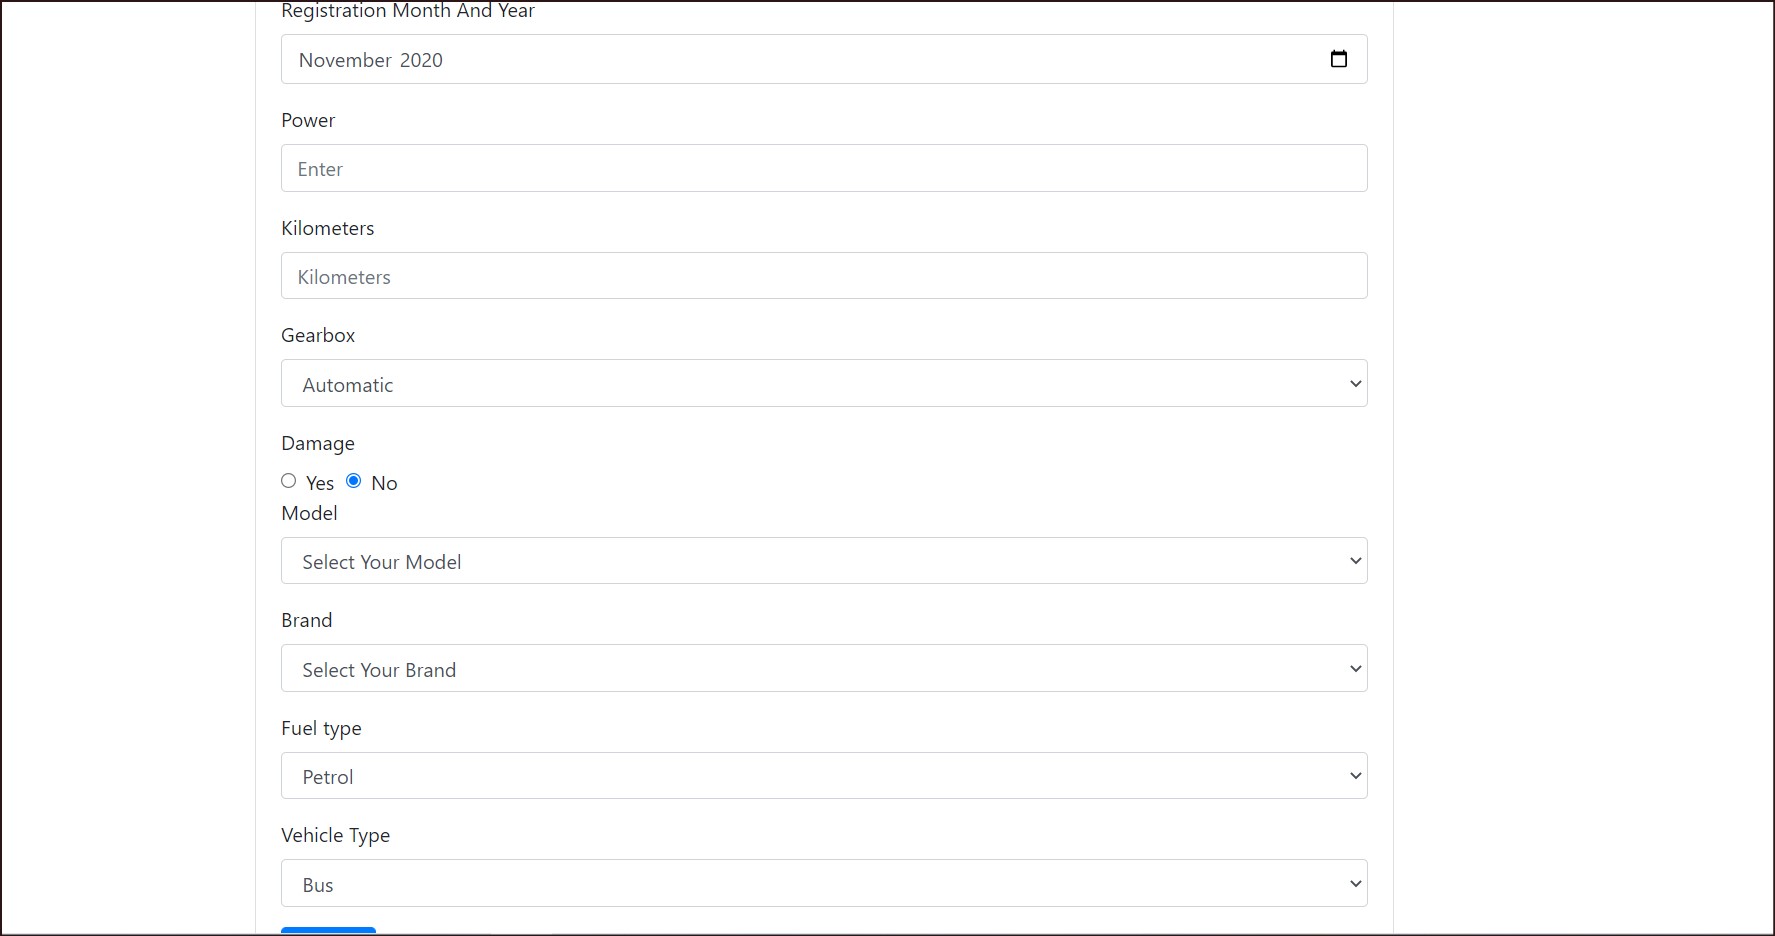 Registration Month And Year
November 2020
Power
Enter
Kilometers
Kilometers
Gearbox
Automatic
Damage
Yes No
Model
Select Your Model
Brand
Select Your Brand
Fuel type
Petrol
Vehicle Type
Bus